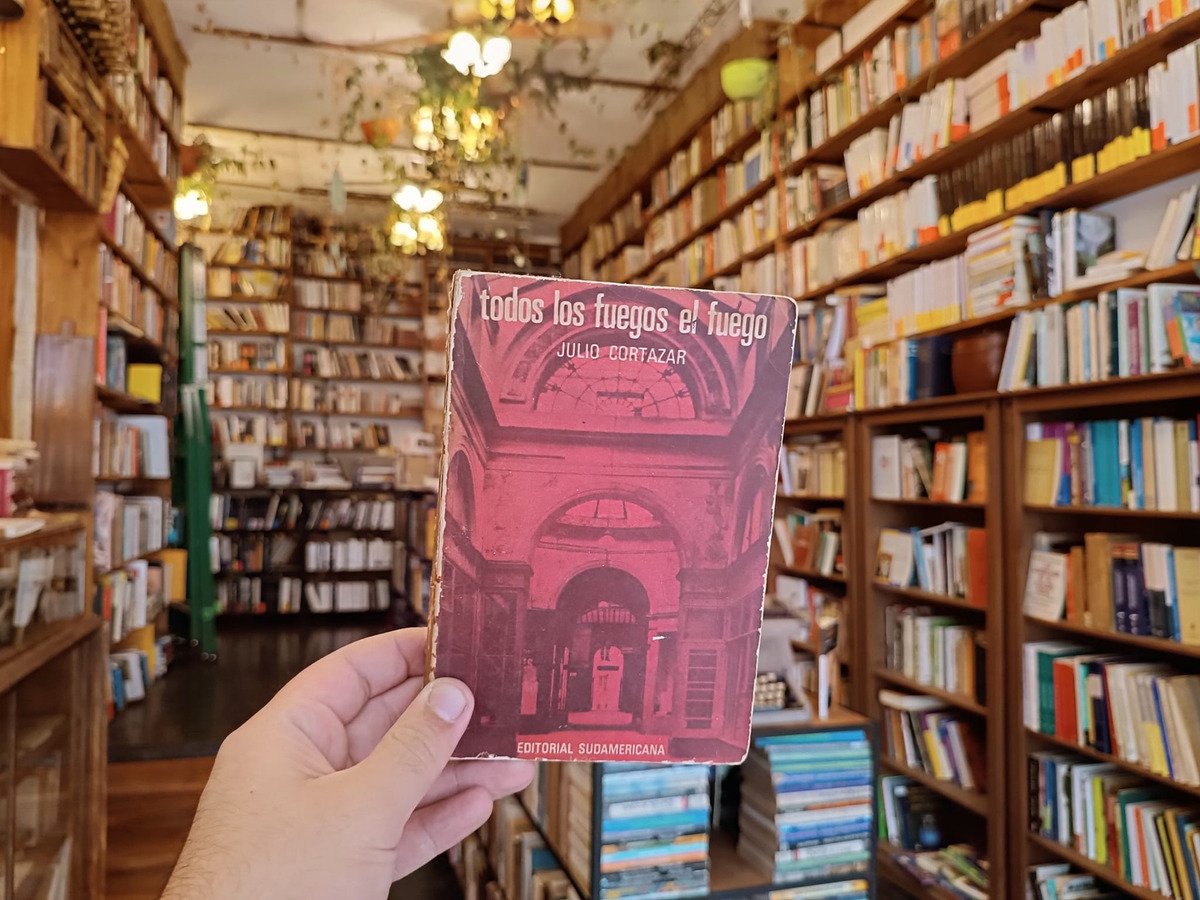 todos los fuegos el fuego
JULIO CORTAZAR
EDITORIAL SUDAMERICANA